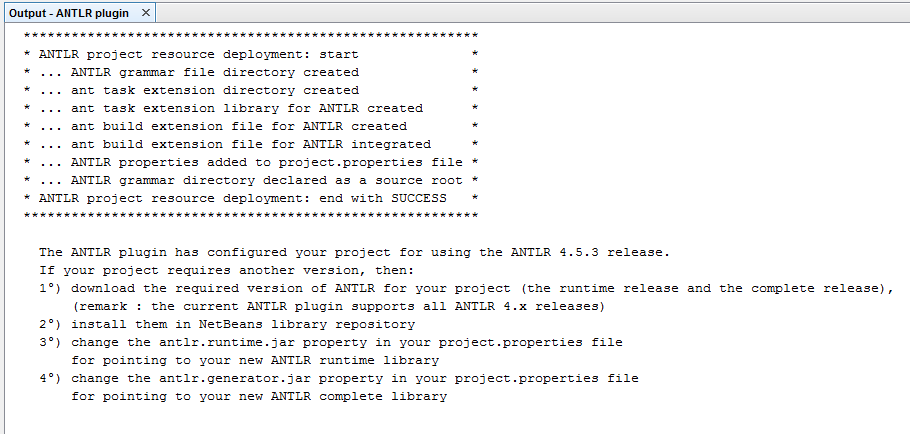 Output - ANTLR plugin ×
*********************************************************
* ANTLR project resource deployment: start              *
* ... ANTLR grammar file directory created              *
* ... ant task extension directory created              *
* ... ant task extension library for ANTLR created      *
* ... ant build extension file for ANTLR created        *
* ... ant build extension file for ANTLR integrated     *
* ... ANTLR properties added to project.properties file *
* ... ANTLR grammar directory declared as a source root *
* ANTLR project resource deployment: end with SUCCESS   *
*********************************************************
The ANTLR plugin has configured your project for using the ANTLR 4.5.3 release.
If your project requires another version, then:
1°) download the required version of ANTLR for your project (the runtime release and the complete release),
(remark : the current ANTLR plugin supports all ANTLR 4.x releases)
2°) install them in NetBeans library repository
3°) change the antlr.runtime.jar property in your project.properties file
for pointing to your new ANTLR runtime library
4°) change the antlr.generator.jar property in your project.properties file
for pointing to your new ANTLR complete library